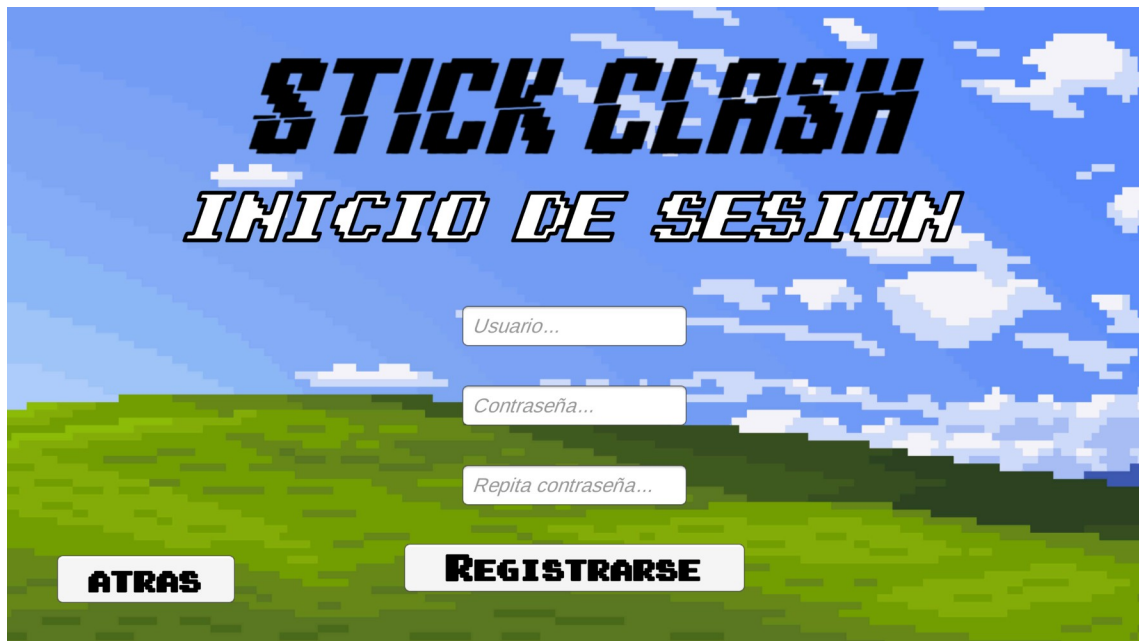 STICK CLASH
INICIO DE SESION
Usuario...
Contraseña...
Repita contraseña...
ATRAS
REGISTRARSE